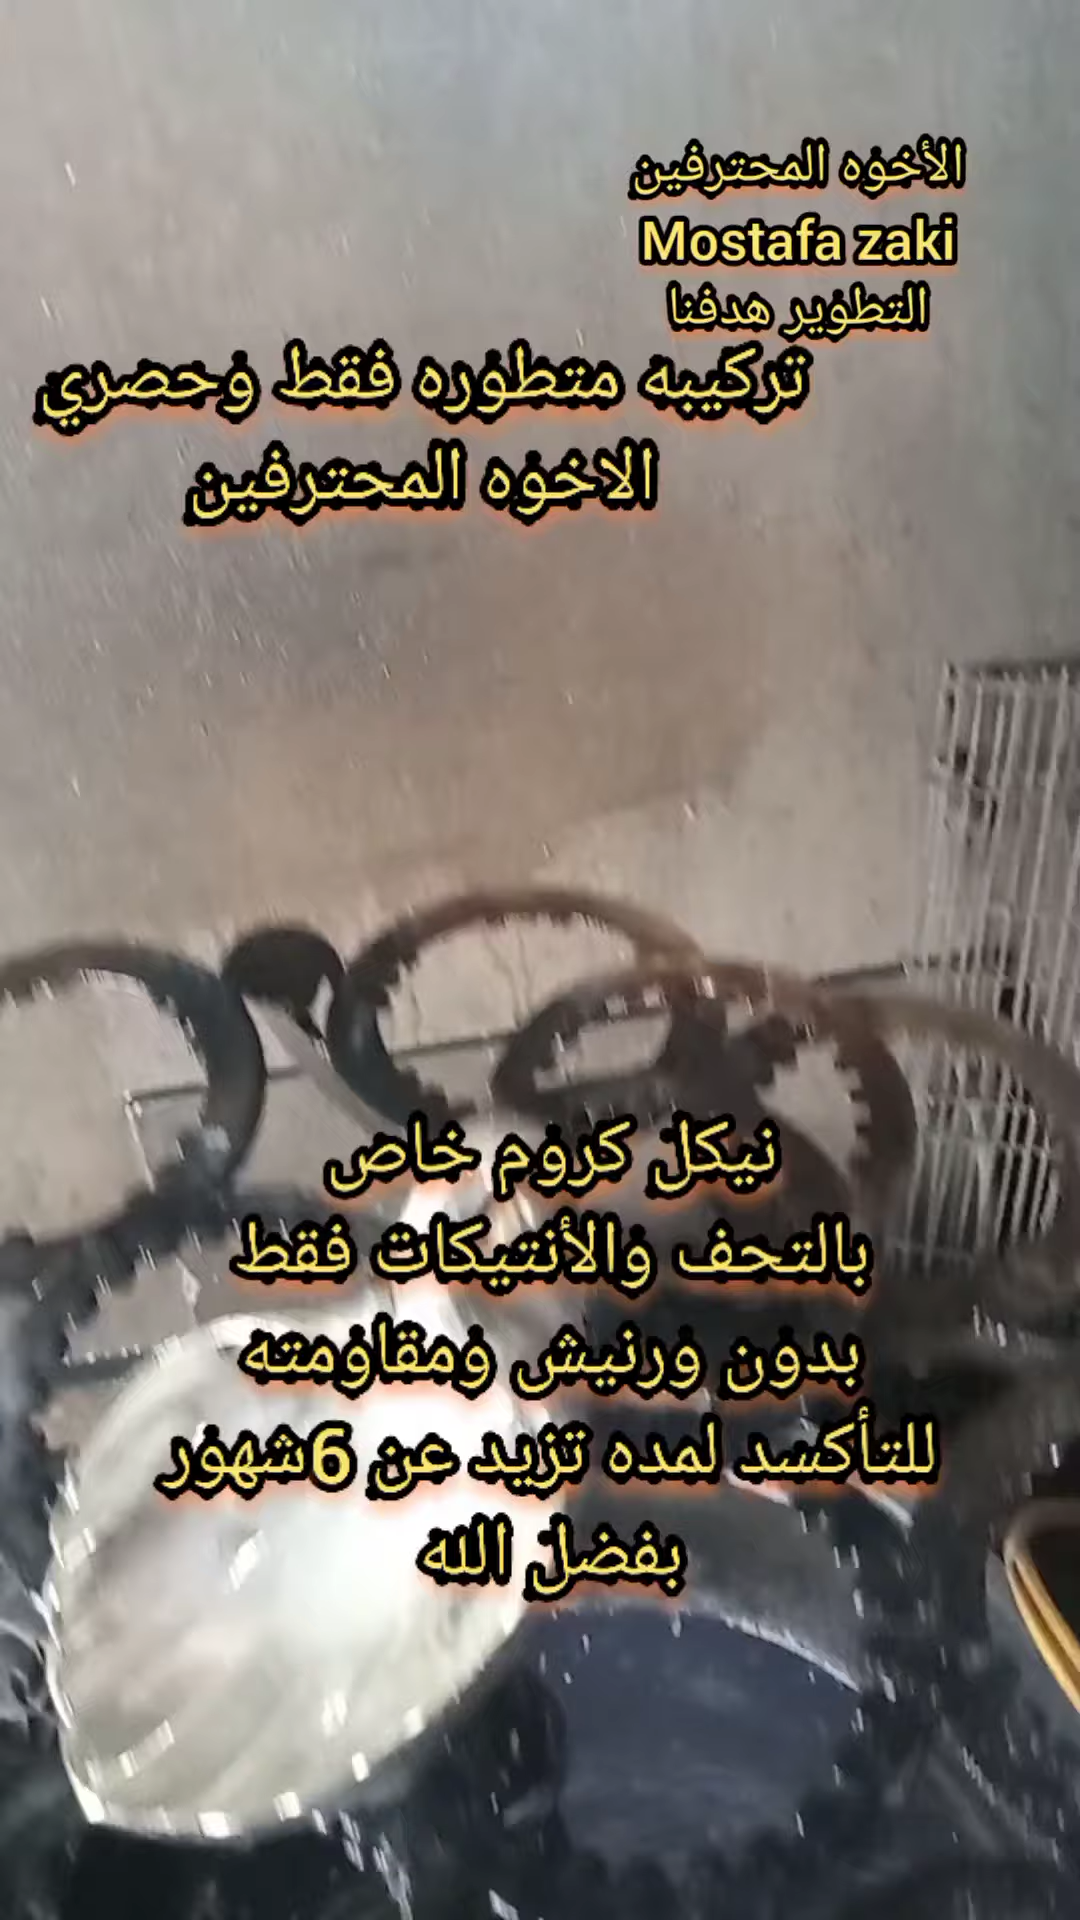 الأخوه المحترفين
Mostafa zaki
التطوير هدفنا
تركيبه متطوره فقط وحصري
الاخوه المحترفين
نيكل كروم خاص
بالتحف والأنتيكات فقط
بدون ورنيش ومقاومته
للتأكسد لمده تزيد عن 6شهور
بفضل الله